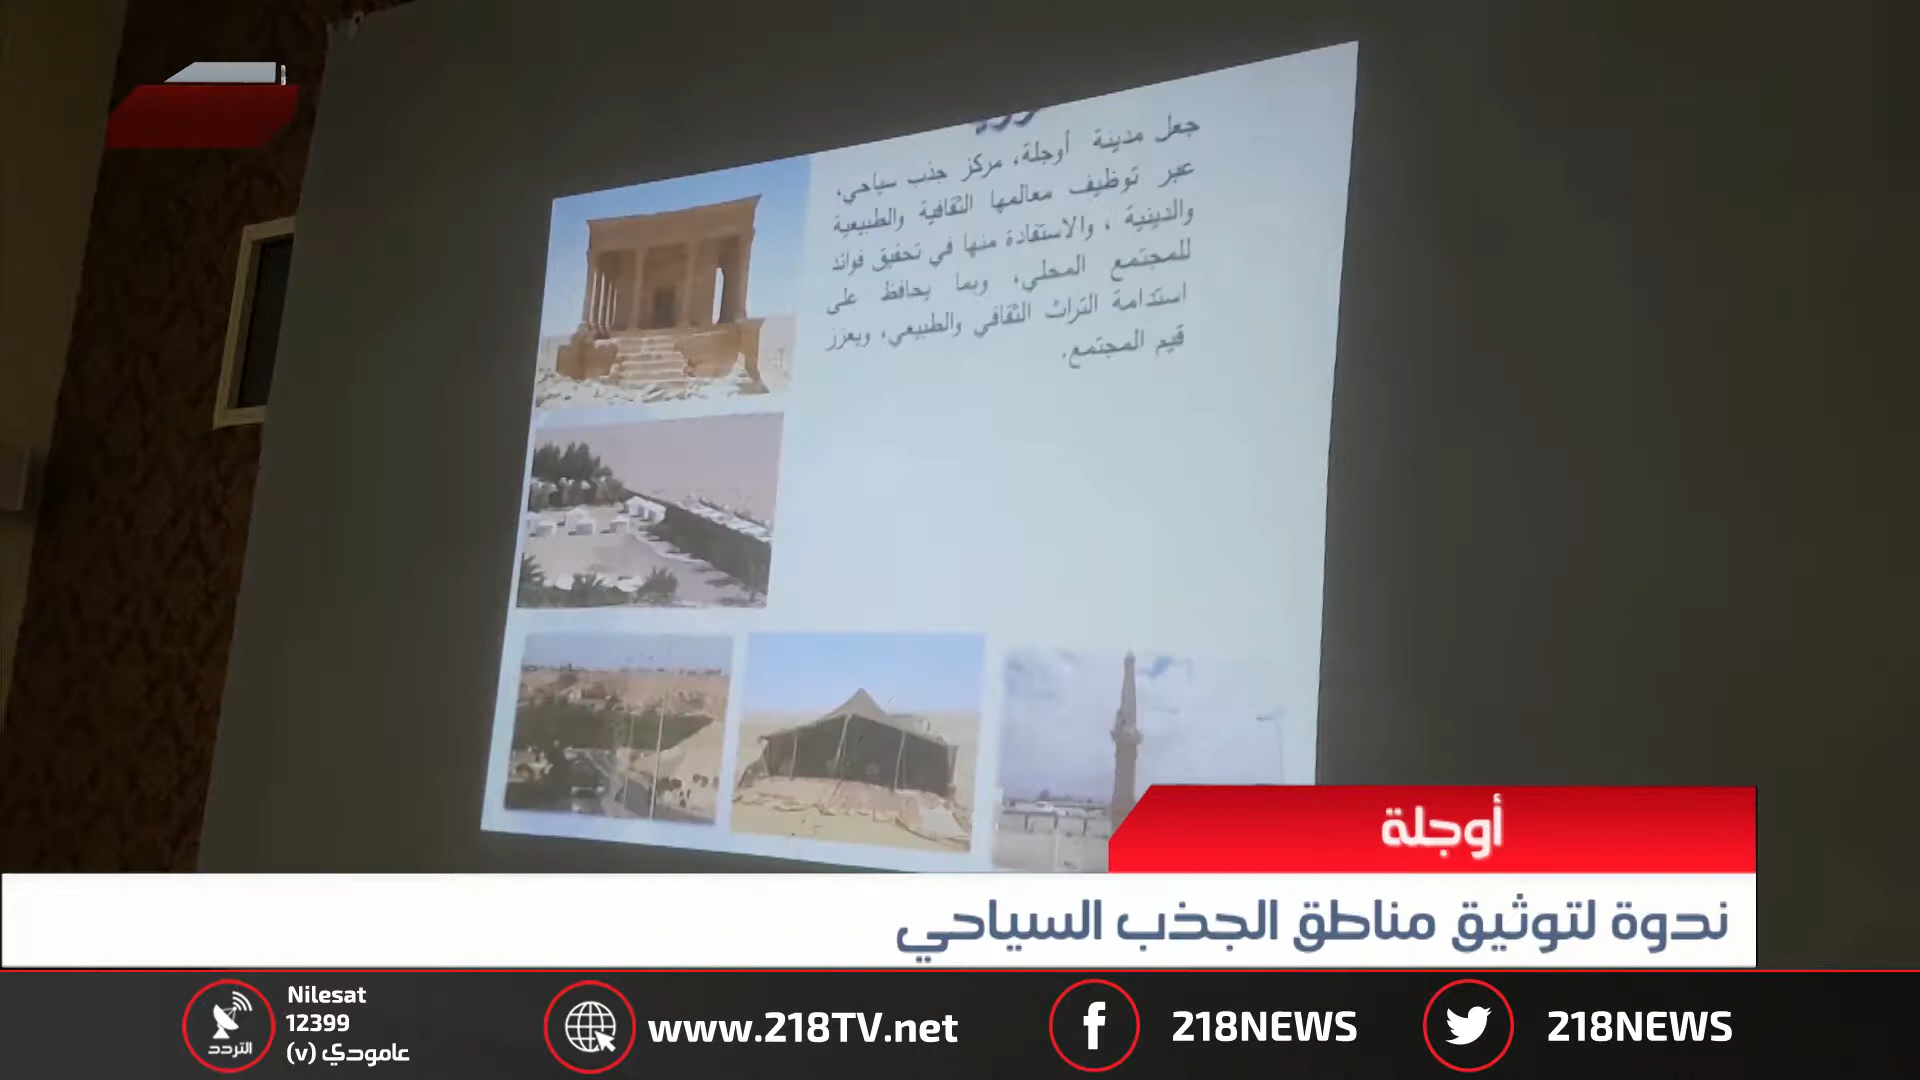 جعل مدينة أوجلة، مركز جذب سياحي،
عبر توظيف معالمها الثقافية والطبيعية
والدينية ، والاستفادة منها في تحقيق فوائد
للمجتمع المحلي، وبما يحافظ على
استدامة التراث الثقافي والطبيعي، ويعزز
قيم المجتمع.
أوجلة
ندوة لتوثيق مناطق الجذب السياحي
التردد
Nilesat
12399
عامودي (v)
www.218TV.net
218NEWS
218NEWS